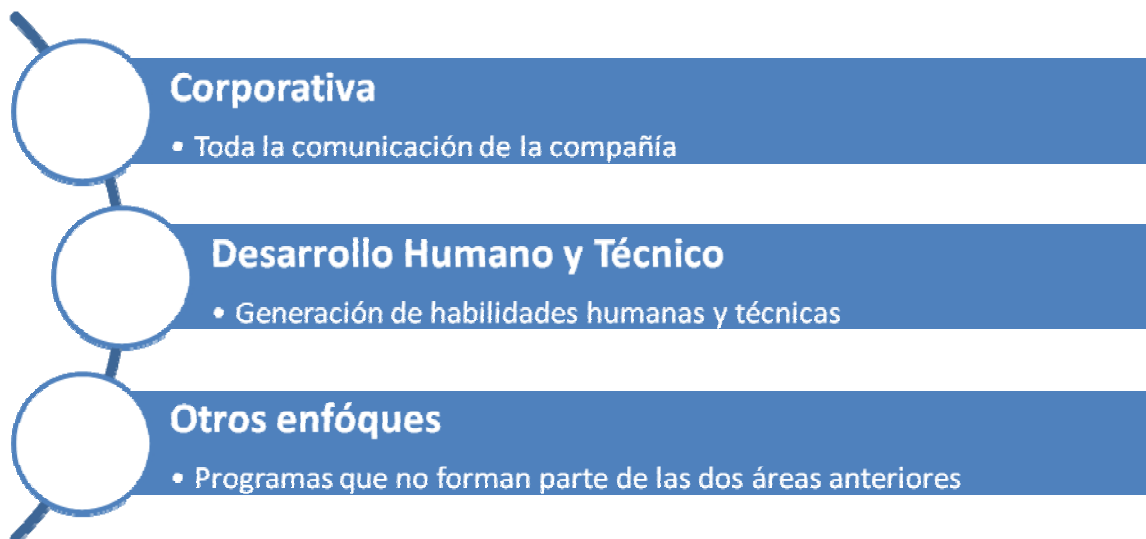 Corporativa
• Toda la comunicación de la compañía
Desarrollo Humano y Técnico
• Generación de habilidades humanas y técnicas
Otros enfóques
• Programas que no forman parte de las dos áreas anteriores